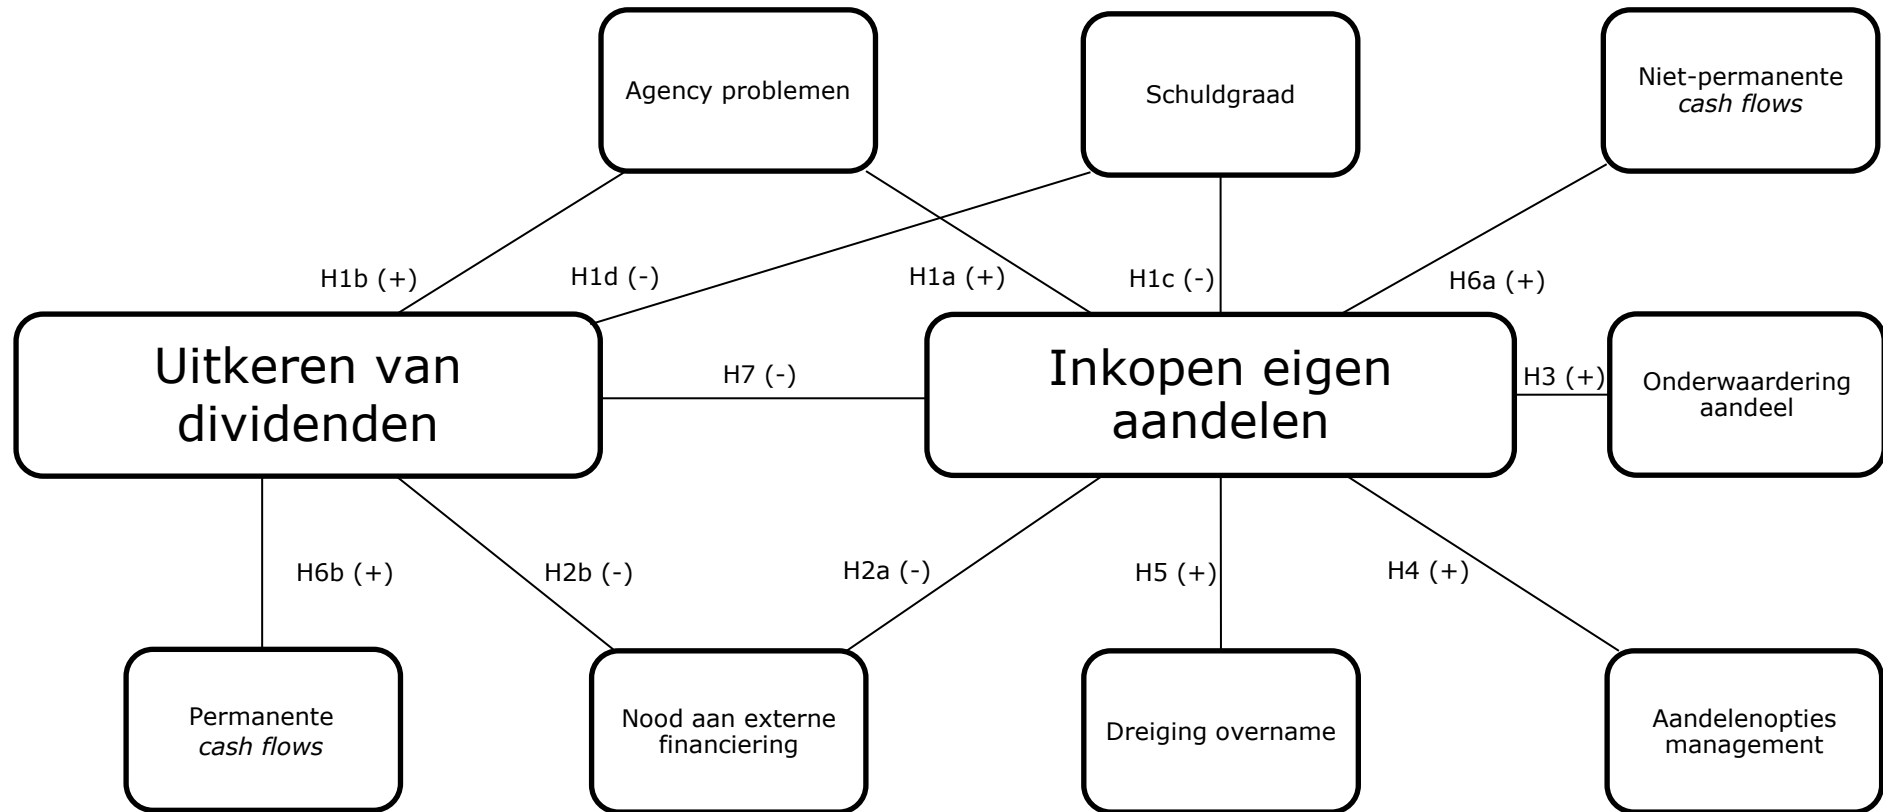 Agency problemen
Schuldgraad
Niet-permanente
cash flows
H1b (+)
H1d (-)
H1a (+)
H1c (-)
H6a (+)
Uitkeren van
dividenden
H7 (-)
Inkopen eigen
aandelen
H3 (+)
Onderwaardering
aandeel
H6b (+)
H2b (-)
H2a (-)
H5 (+)
H4 (+)
Permanente
cash flows
Nood aan externe
financiering
Dreiging overname
Aandelenopties
management